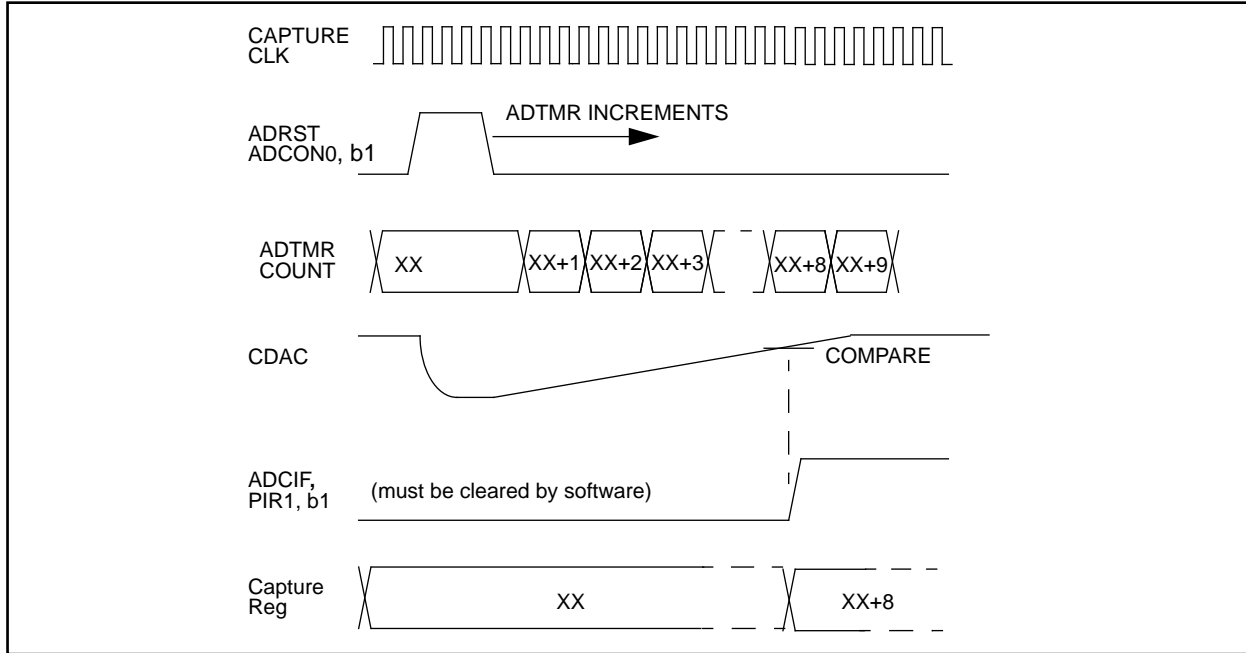 CAPTURE
CLK
ADTMR INCREMENTS
ADRST
ADCON0, b1
ADTMR
COUNT
XX
XX+1
XX+2
XX+3
XX+8
XX+9
CDAC
COMPARE
ADCIF,
PIR1, b1
(must be cleared by software)
Capture
Reg
XX
XX+8